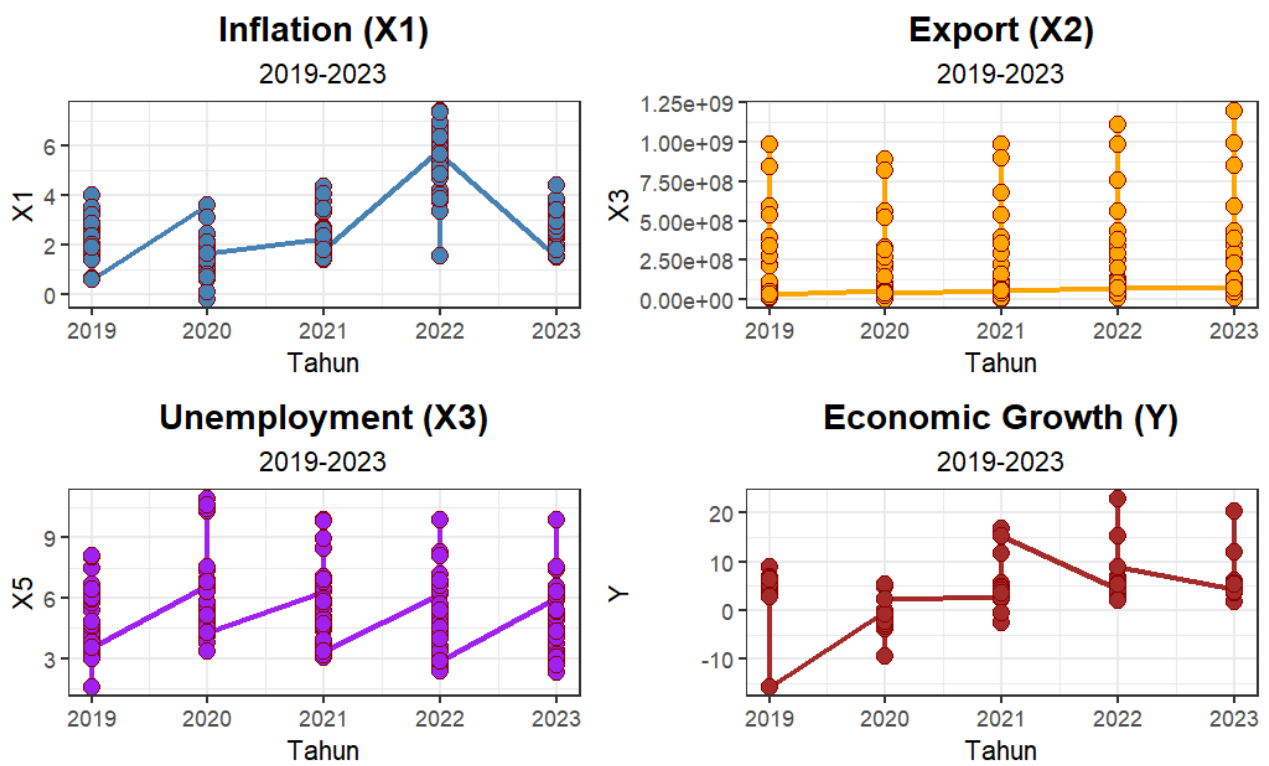 Inflation (X1)
2019-2023
X1
6
4
2
0
2019 2020 2021 2022 2023
Tahun
Export (X2)
2019-2023
X3
1.25e+09
1.00e+09
7.50e+08
5.00e+08
2.50e+08
0.00e+00
2019 2020 2021 2022 2023
Tahun
Unemployment (X3)
2019-2023
X5
9
6
3
2019 2020 2021 2022 2023
Tahun
Economic Growth (Y)
2019-2023
Y
20
10
0
-10
2019 2020 2021 2022 2023
Tahun